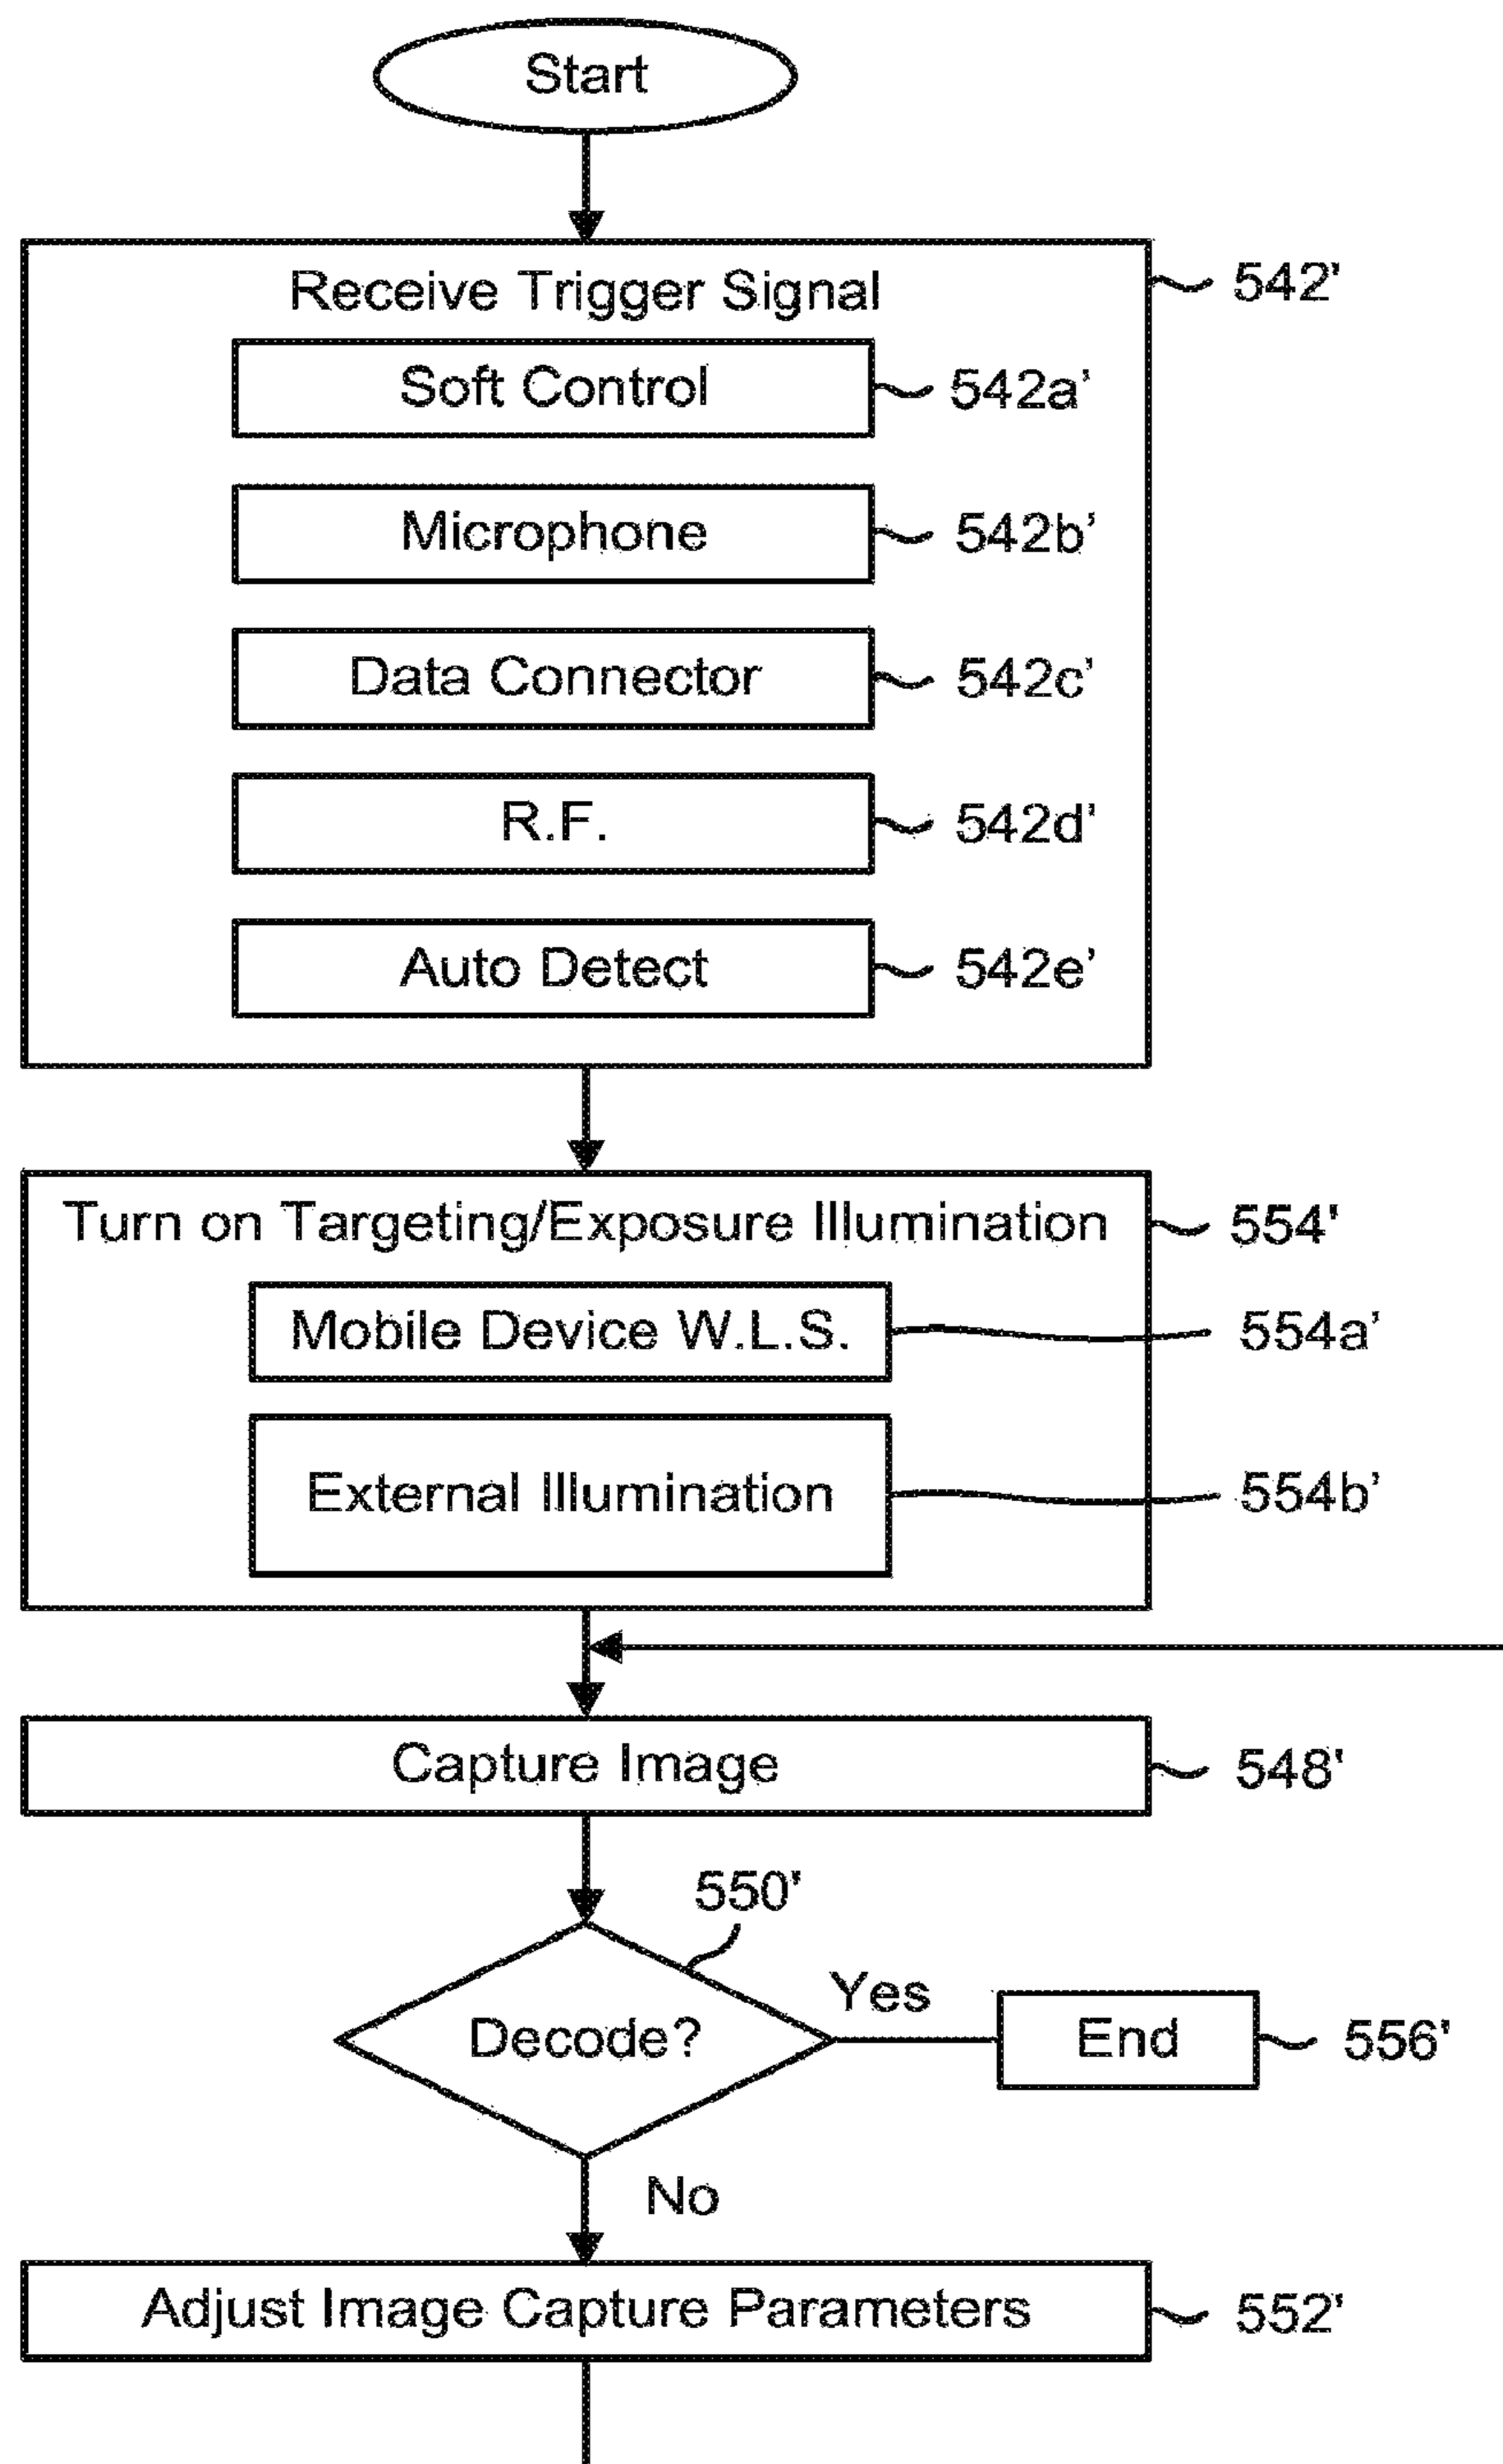 Start
Receive Trigger Signal
542'
Soft Control
542a’
Microphone
542b’
Data Connector
542c’
R.F.
542d’
Auto Detect
542e’
Turn on Targeting/Exposure Illumination
554'
Mobile Device W.L.S.
554a’
External Illumination
554b’
Capture Image
548'
550'
Decode?
Yes
End
556'
No
Adjust Image Capture Parameters
552'